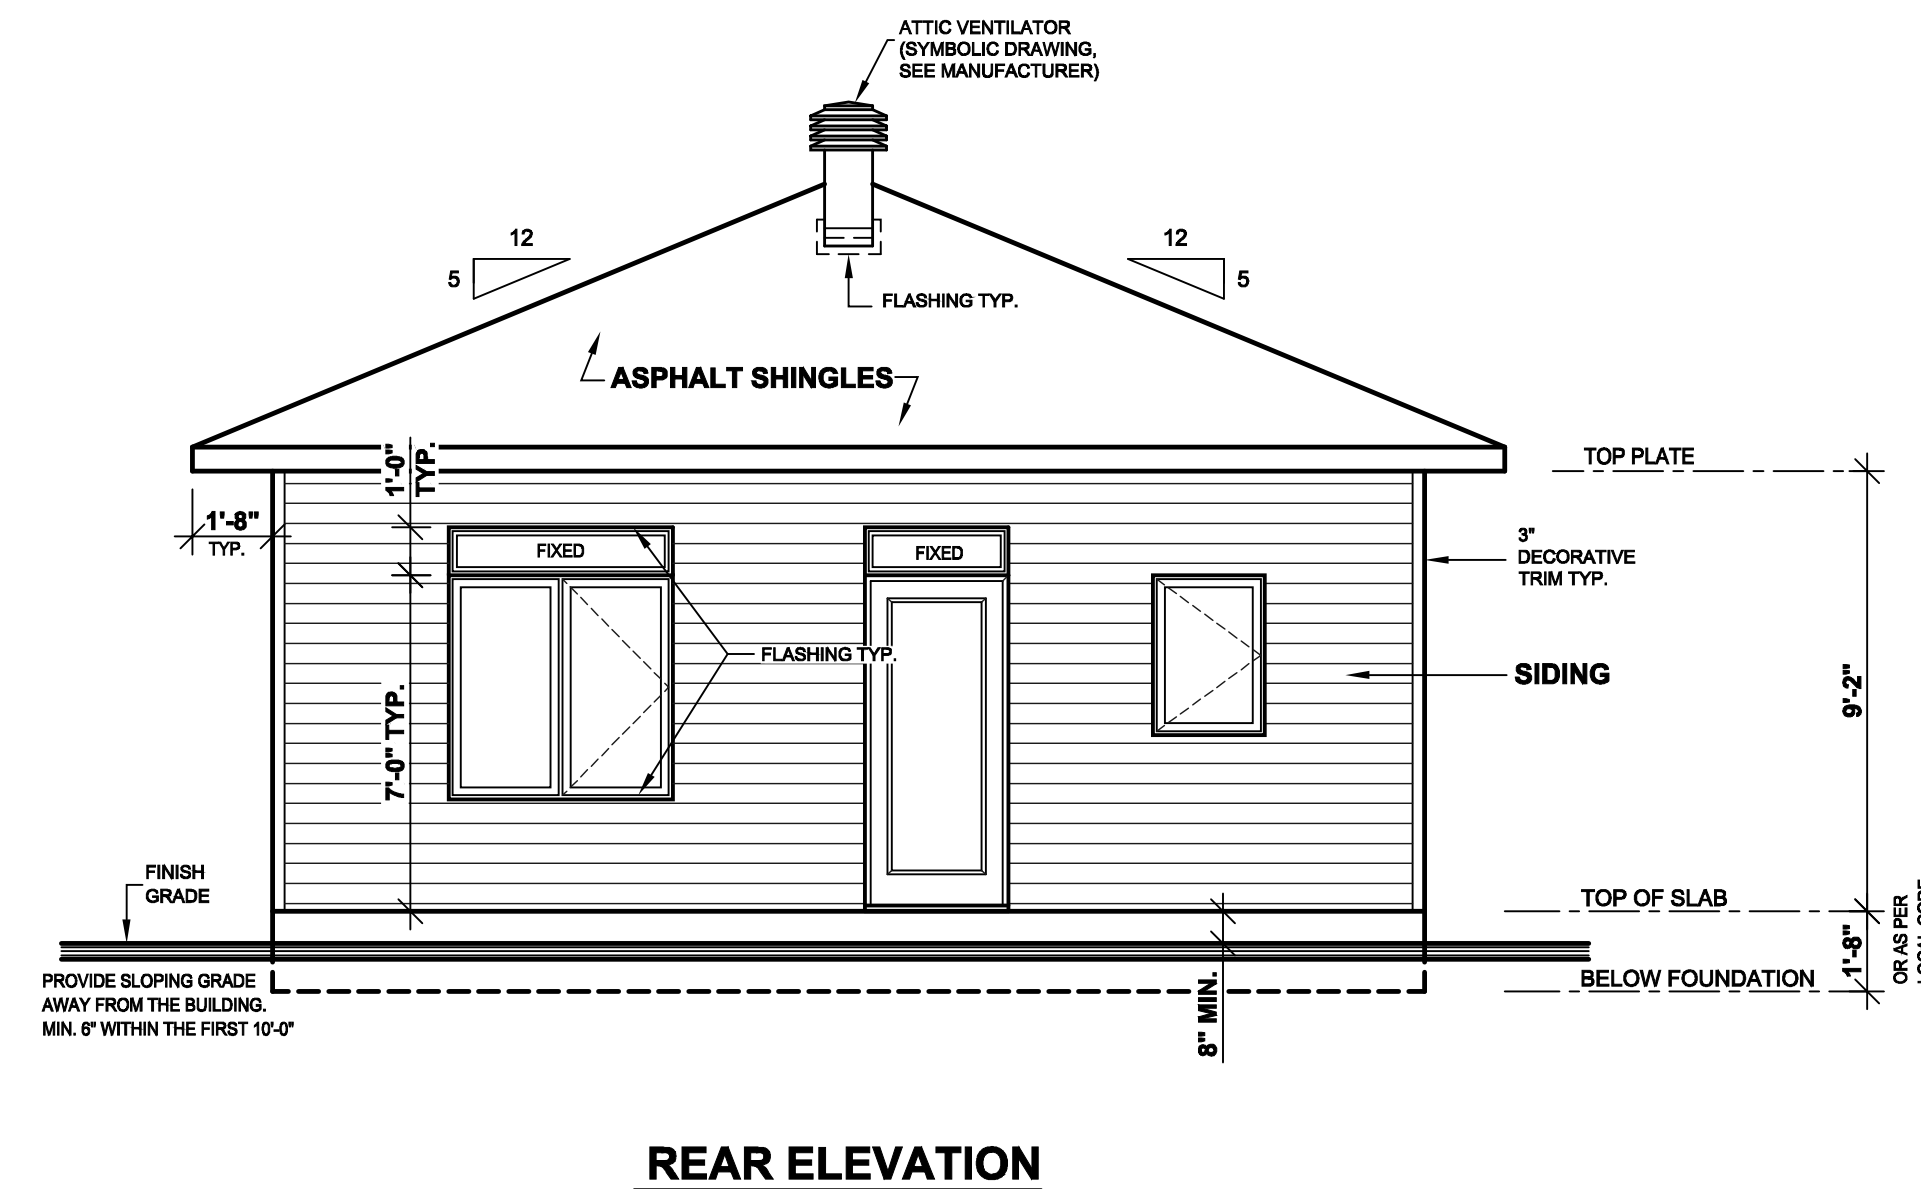 ATTIC VENTILATOR
(SYMBOLIC DRAWING,
SEE MANUFACTURER)
12
5
12
5
FLASHING TYP.
ASPHALT SHINGLES
1'-0"
TYP.
TOP PLATE
1'-8"
TYP.
FIXED
FIXED
3"
DECORATIVE
TRIM TYP.
FLASHING TYP.
SIDING
9'-2"
7'-0" TYP.
FINISH
GRADE
TOP OF SLAB
1'-8"
OR AS PER
BELOW FOUNDATION
PROVIDE SLOPING GRADE
AWAY FROM THE BUILDING.
MIN. 6" WITHIN THE FIRST 10'-0"
8" MIN.
REAR ELEVATION